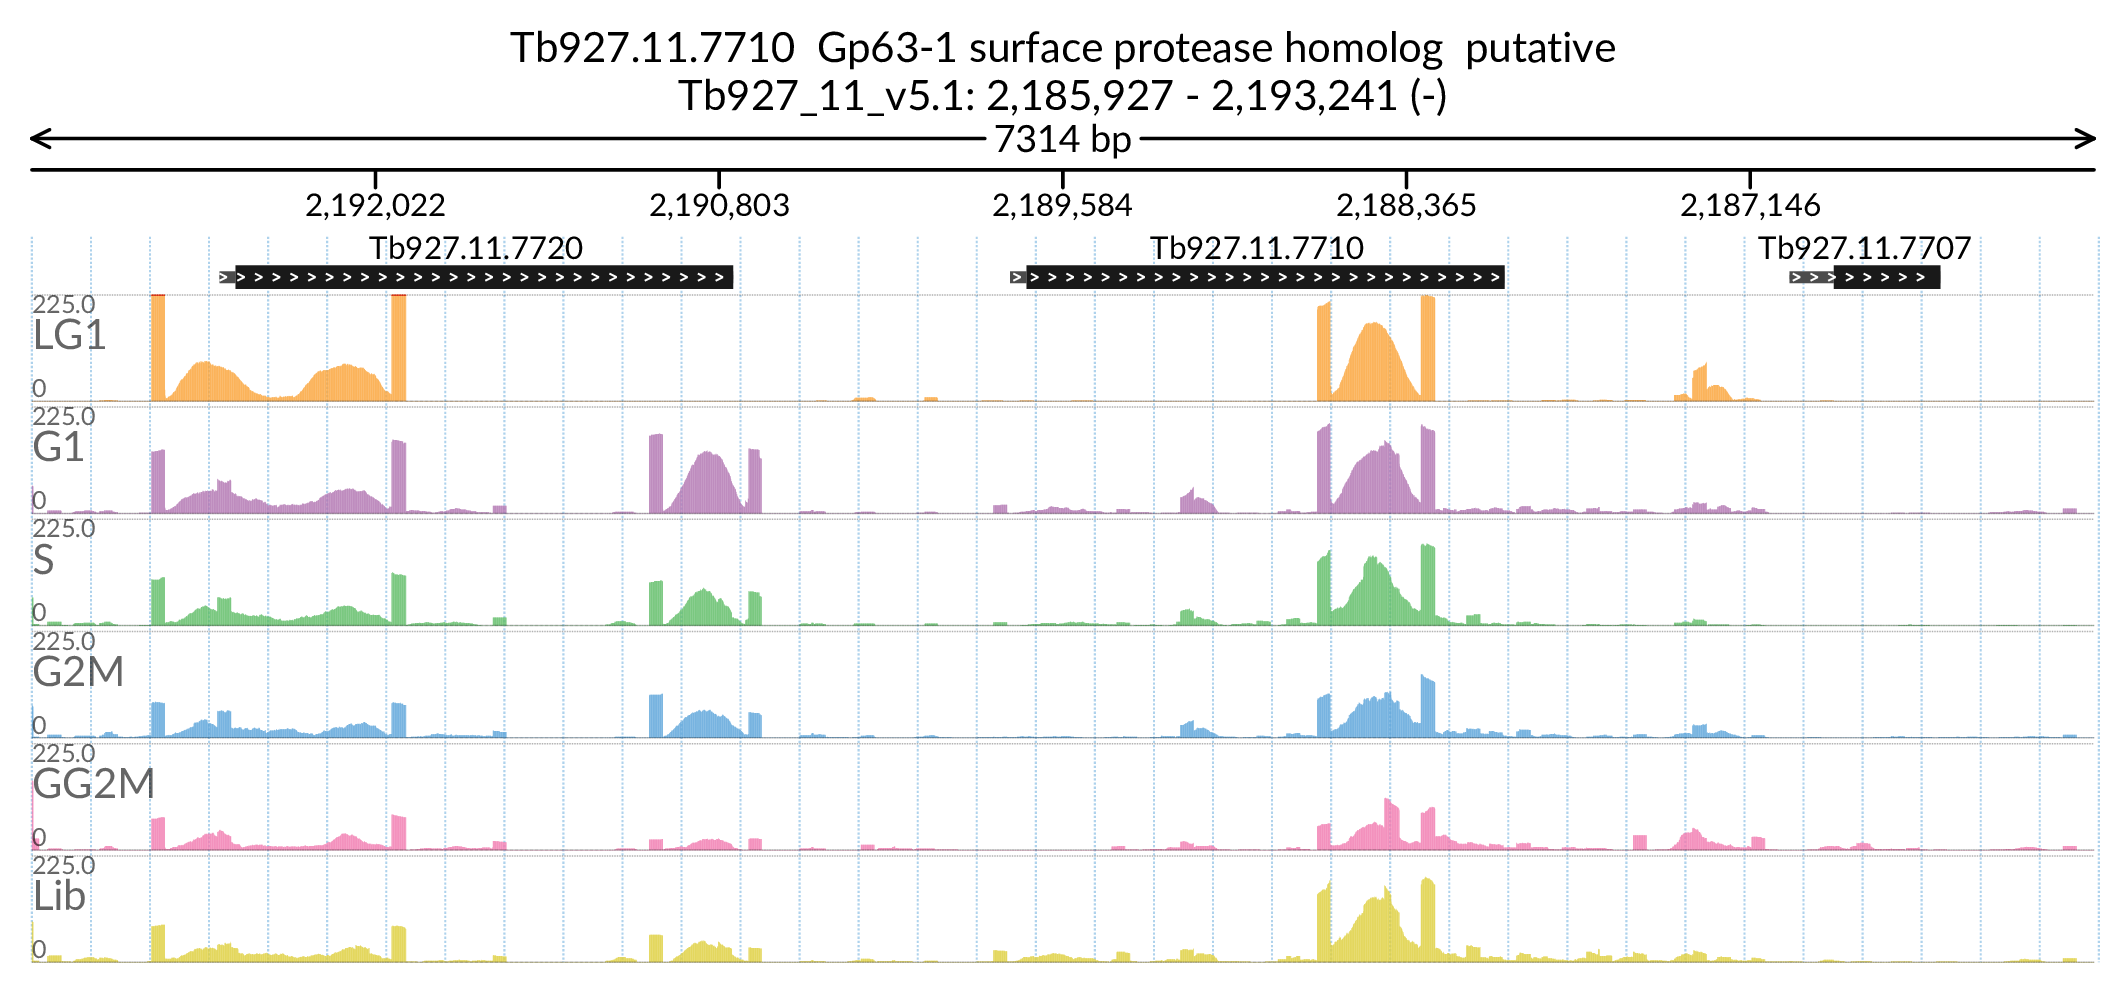 Tb927.11.7710  Gp63-1 surface protease homolog  putative
Tb927_11_v5.1: 2,185,927 - 2,193,241 (-)
7314 bp
2,192,022 2,190,803 2,189,584 2,188,365 2,187,146
Tb927.11.7720 Tb927.11.7710 Tb927.11.7707
225.0
LG1
0
225.0
G1
0
225.0
S
0
225.0
G2M
0
225.0
GG2M
0
225.0
Lib
0